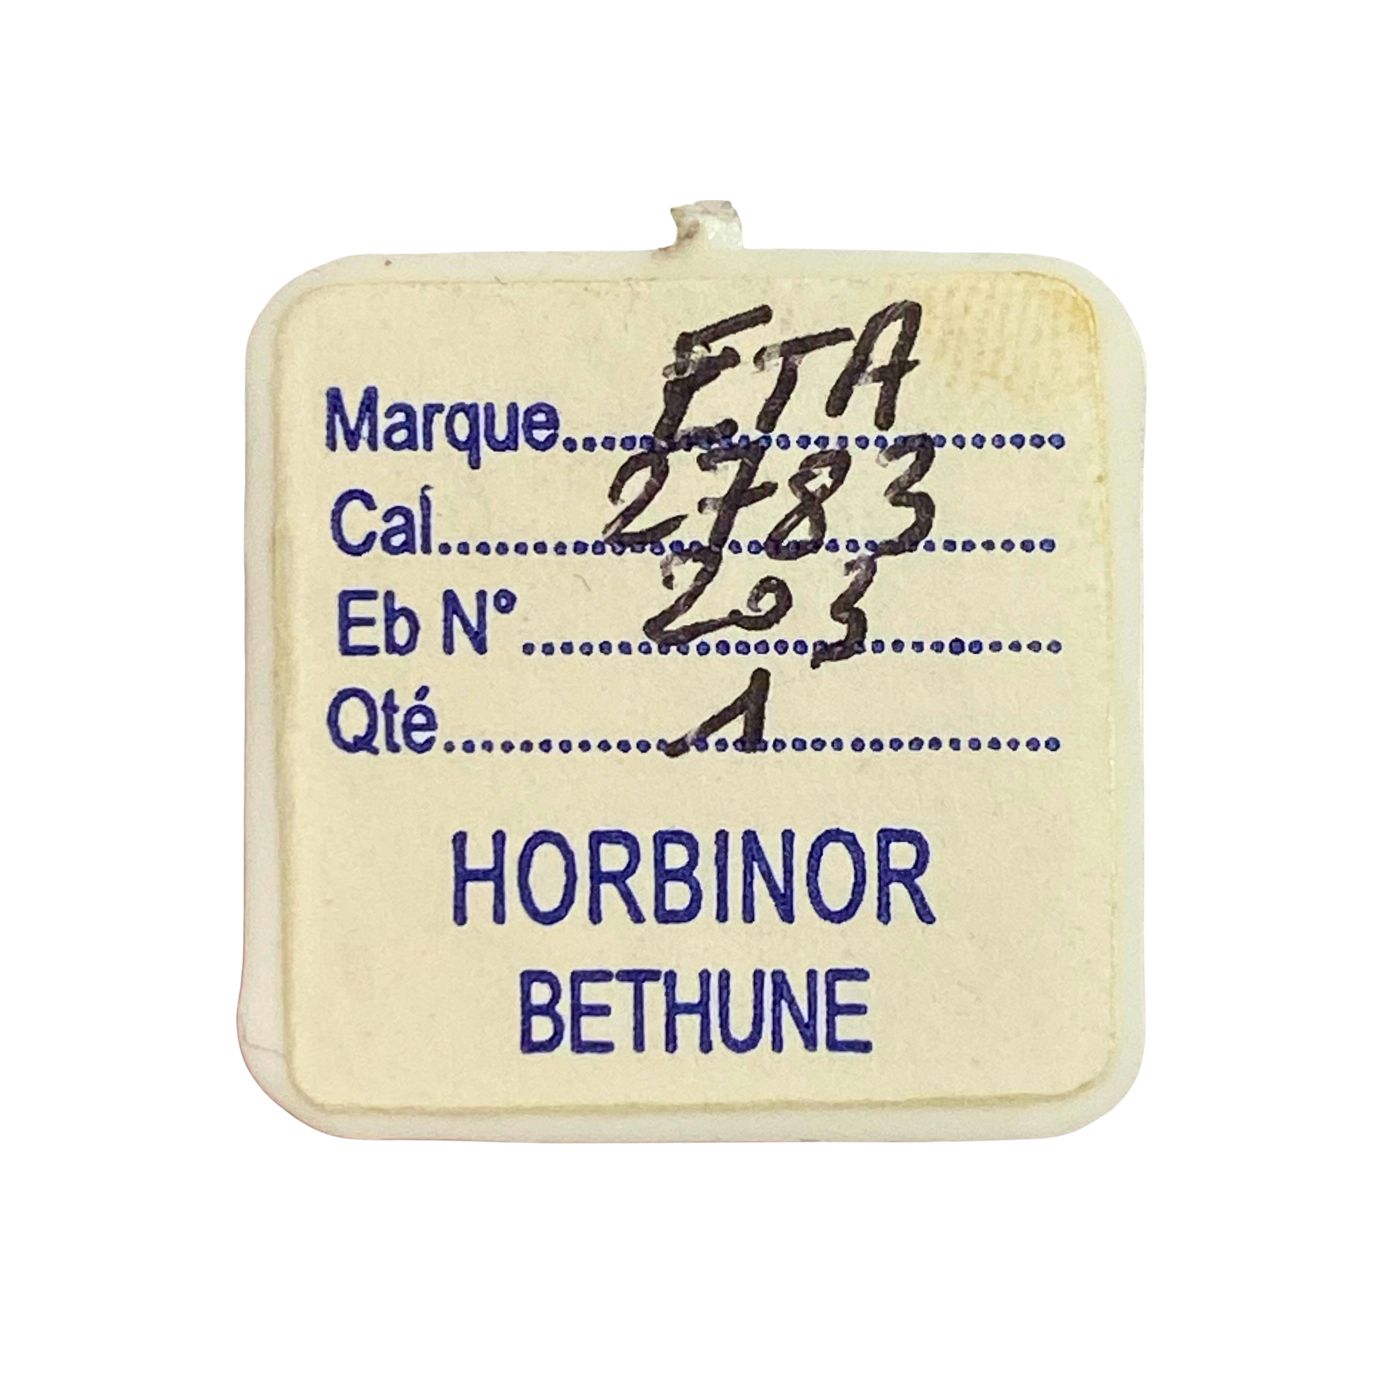 Marque..........ETA
Cal..........2783
Eb N°..........203
Qté..........1
HORBINOR
BETHUNE